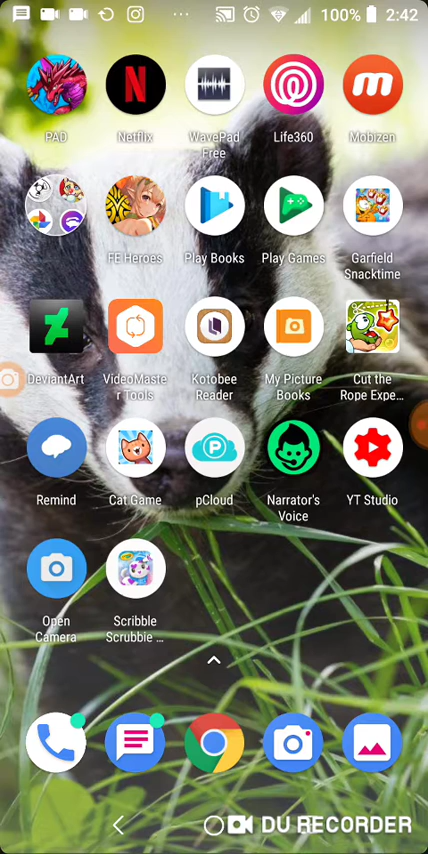 100% 2:42
PAD Netflix WavePad Life360 Mobizen
Free
FE Heroes Play Books Play Games Garfield
Snacktime
DeviantArt VideoMaste Kotobee My Picture Cut the
r Tools Reader Books Rope Expe…
Remind Cat Game pCloud Narrator's YT Studio
Voice
Open Scribble
Camera Scrubbie …
DU RECORDER